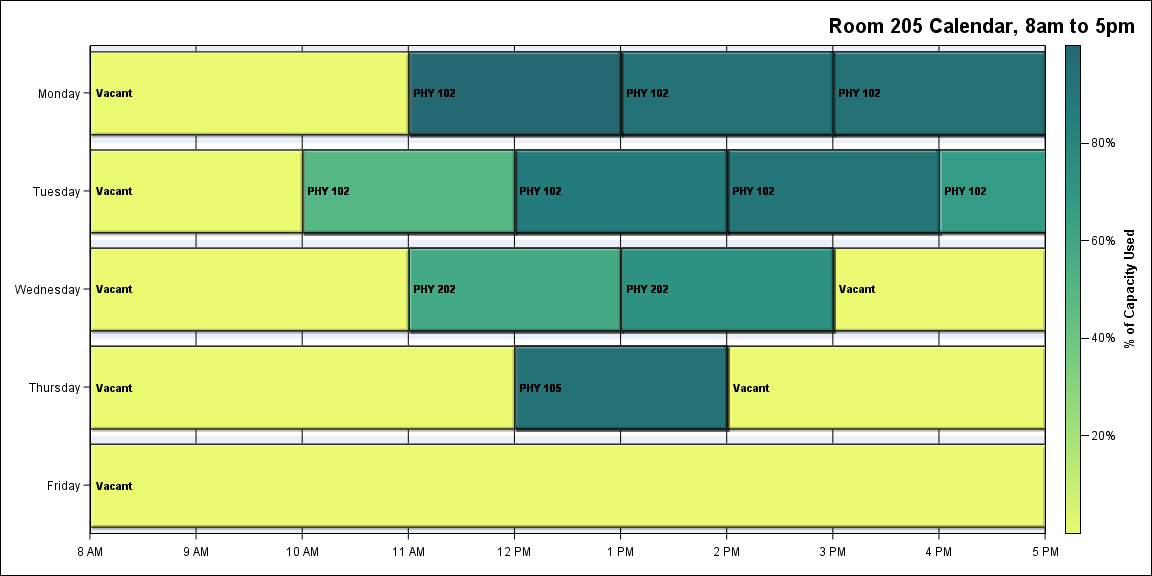 Room 205 Calendar, 8am to 5pm
Monday
Vacant
PHY 102
PHY 102
PHY 102
Tuesday
Vacant
PHY 102
PHY 102
PHY 102
PHY 102
Wednesday
Vacant
PHY 202
PHY 202
Vacant
Thursday
Vacant
PHY 105
Vacant
Friday
Vacant
8 AM
9 AM
10 AM
11 AM
12 PM
1 PM
2 PM
3 PM
4 PM
5 PM
80%
60%
40%
20%
% of Capacity Used